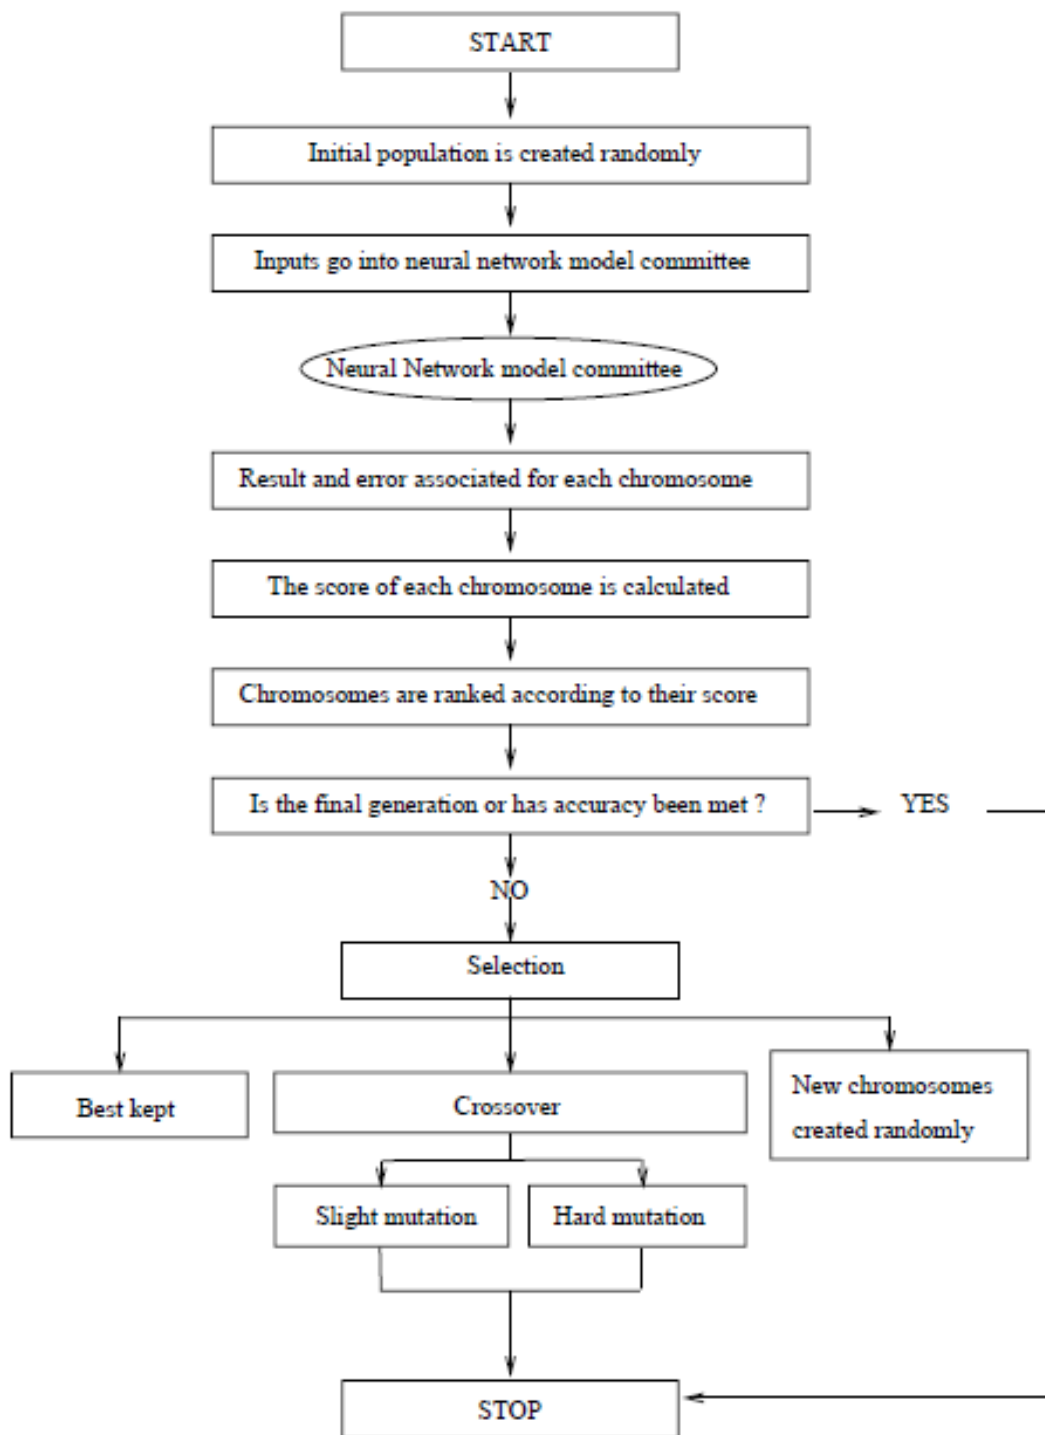 START
Initial population is created randomly
Inputs go into neural network model committee
Neural Network model committee
Result and error associated for each chromosome
The score of each chromosome is calculated
Chromosomes are ranked according to their score
Is the final generation or has accuracy been met ?
YES
NO
Selection
Best kept
Crossover
New chromosomes
created randomly
Slight mutation
Hard mutation
STOP